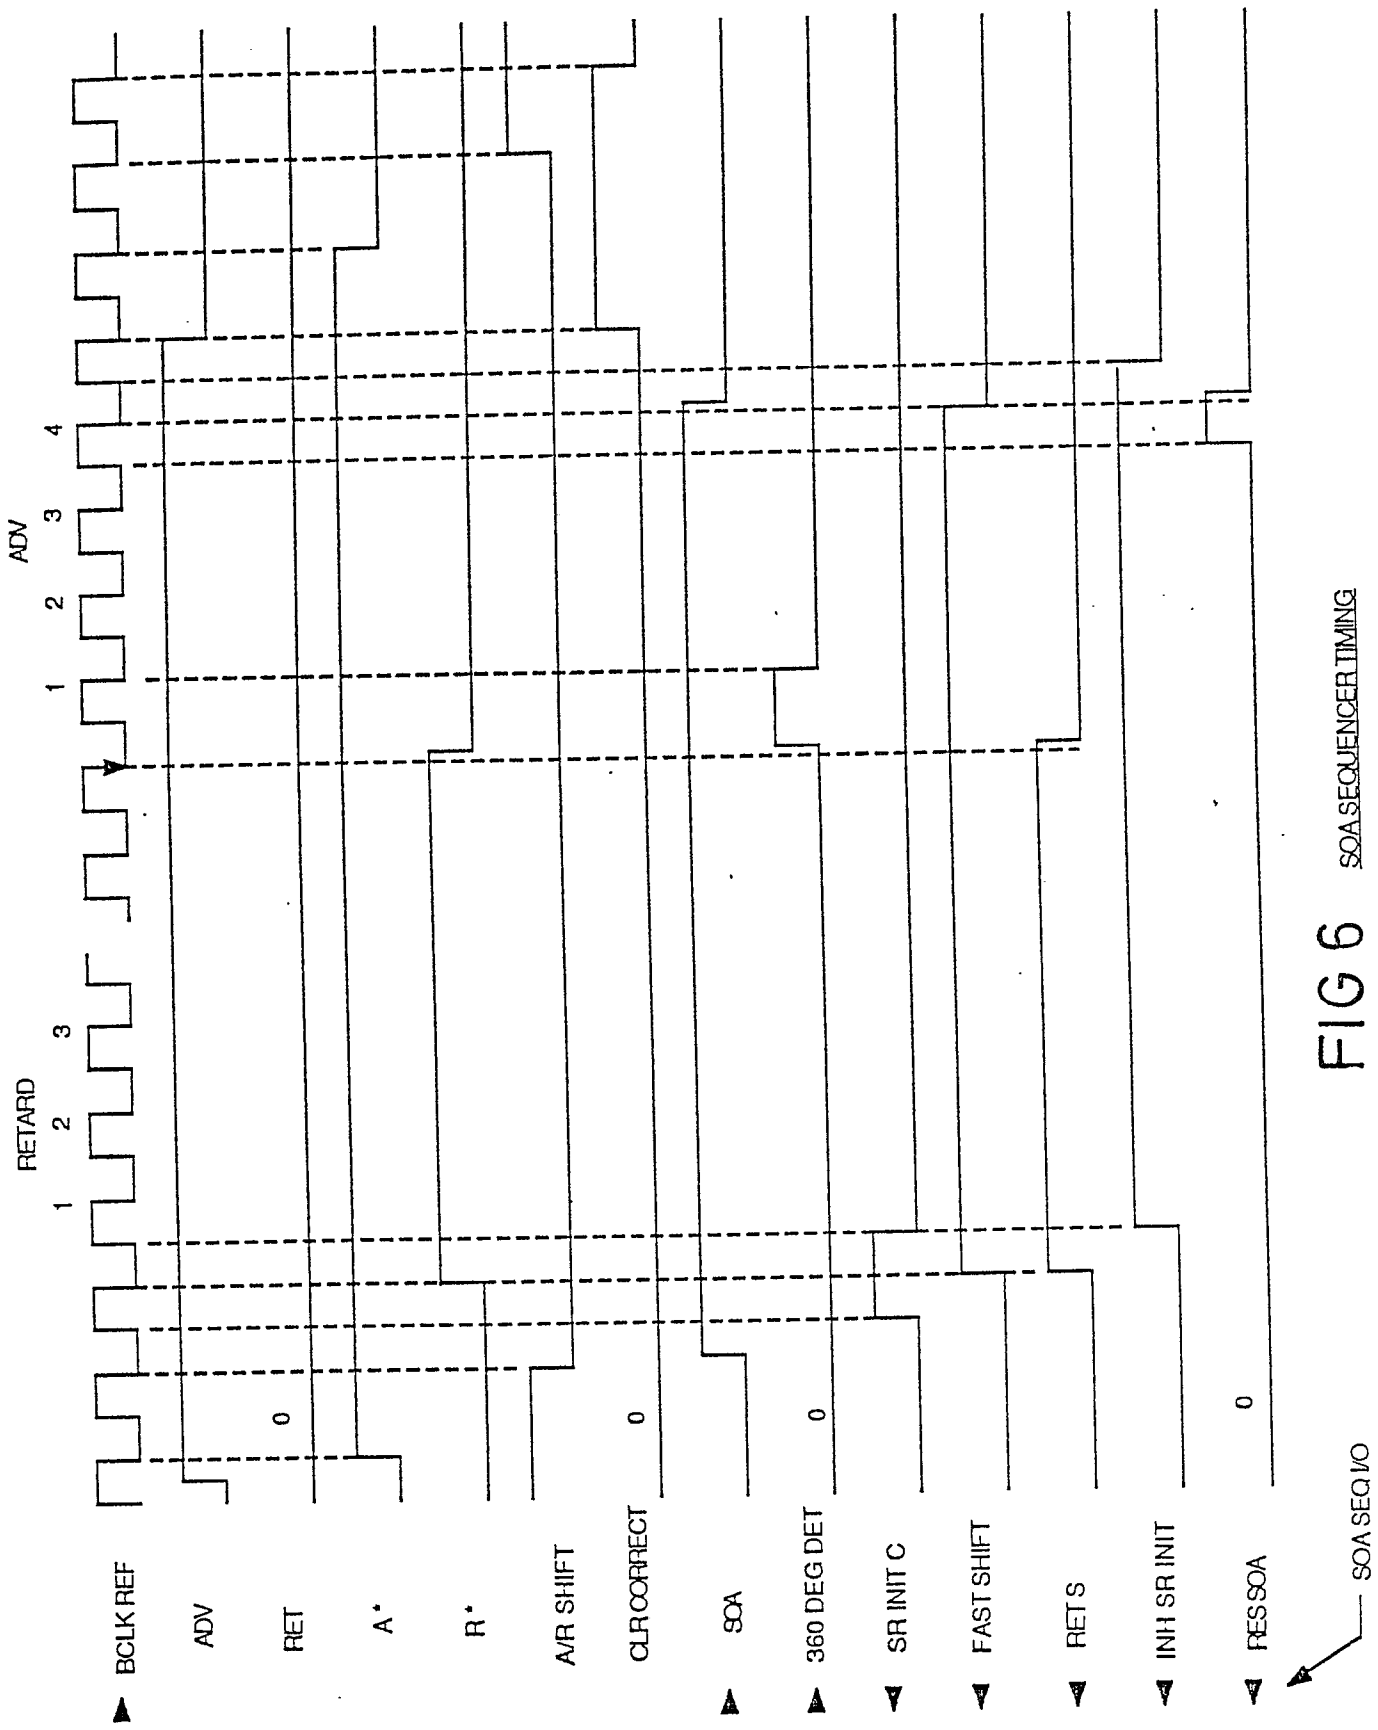 RETARD
ADV
1
2
3
1
2
3
4
BCLK REF
ADV
RET
0
A*
R*
A/R SHIFT
CLR CORRECT
0
SOA
360 DEG DET
0
SR INIT C
FAST SHIFT
RET S
INH SR INIT
RES SOA
0
SOA SEQ I/O
FIG 6
SOA SEQUENCER TIMING